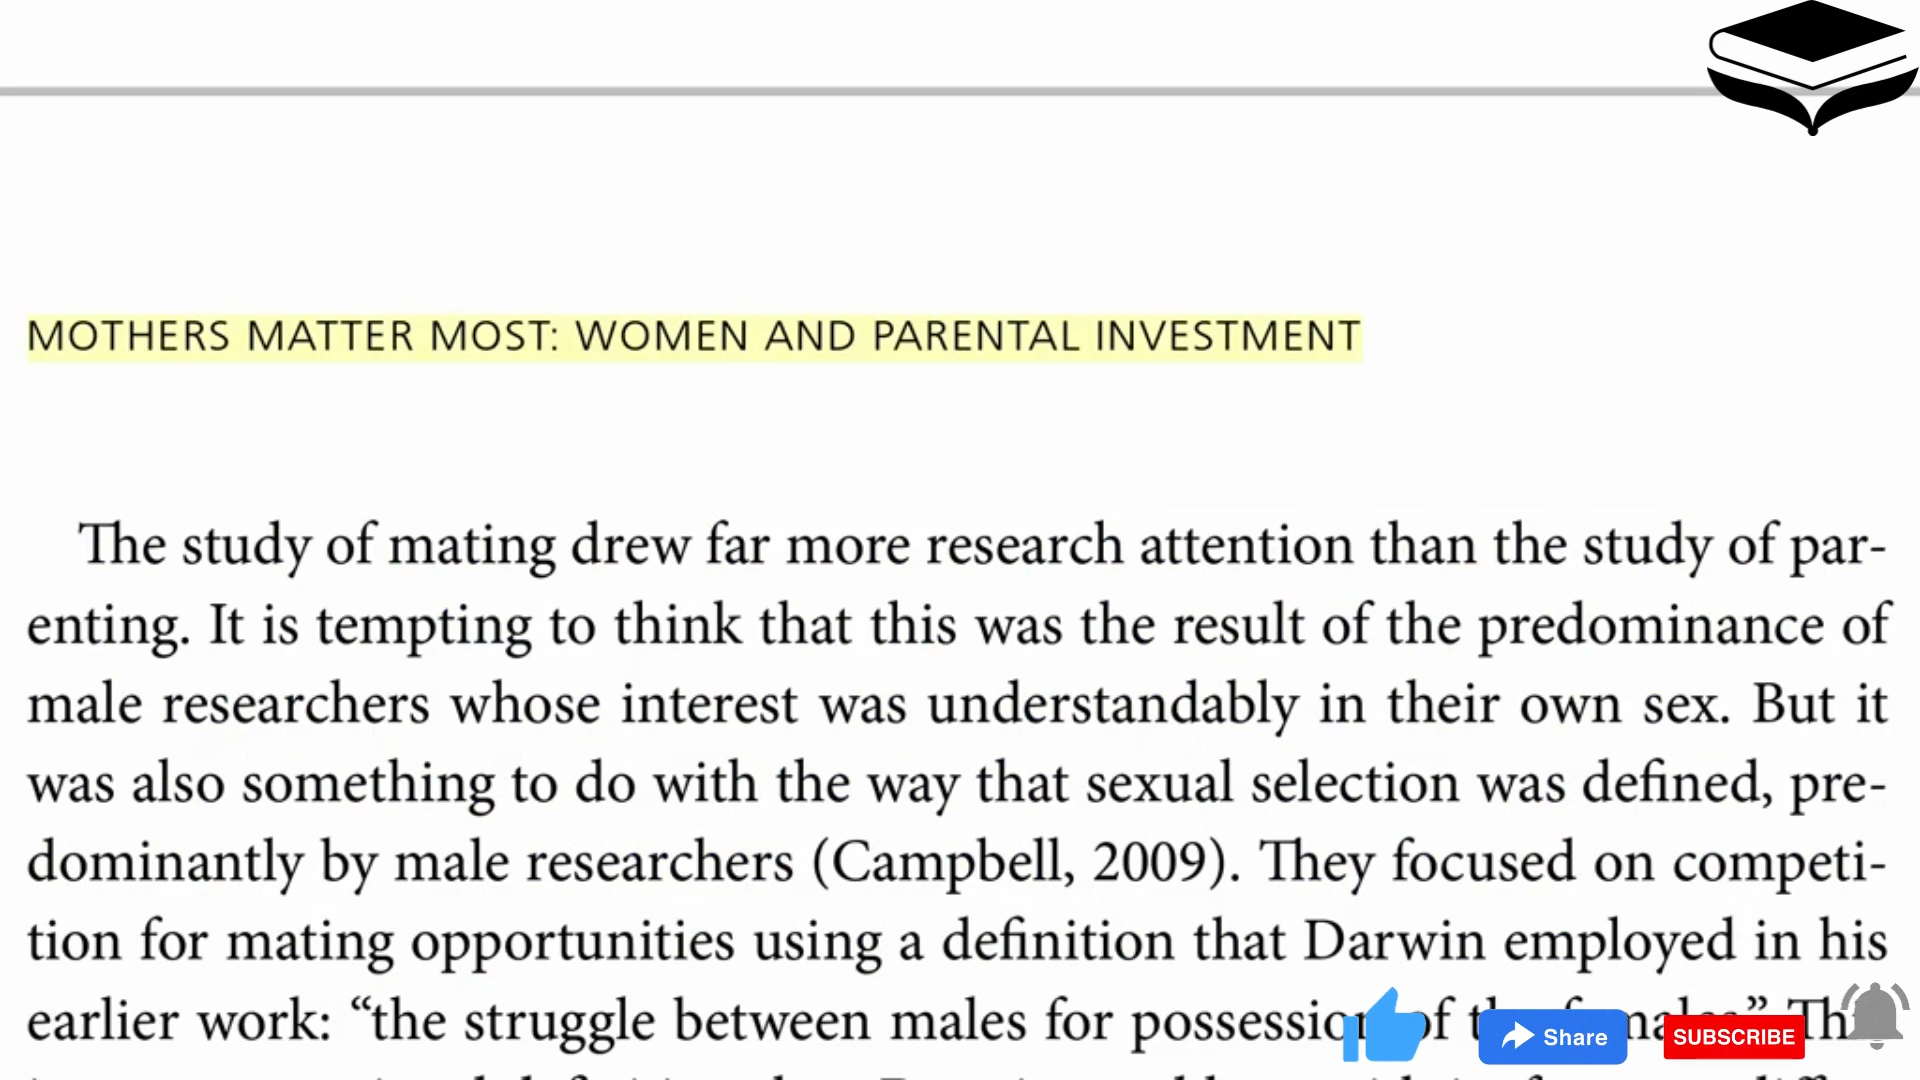 MOTHERS MATTER MOST: WOMEN AND PARENTAL INVESTMENT
The study of mating drew far more research attention than the study of par-
enting. It is tempting to think that this was the result of the predominance of
male researchers whose interest was understandably in their own sex. But it
was also something to do with the way that sexual selection was defined, pre-
dominantly by male researchers (Campbell, 2009). They focused on competi-
tion for mating opportunities using a definition that Darwin employed in his
earlier work: “the struggle between males for possession of
Share
SUBSCRIBE